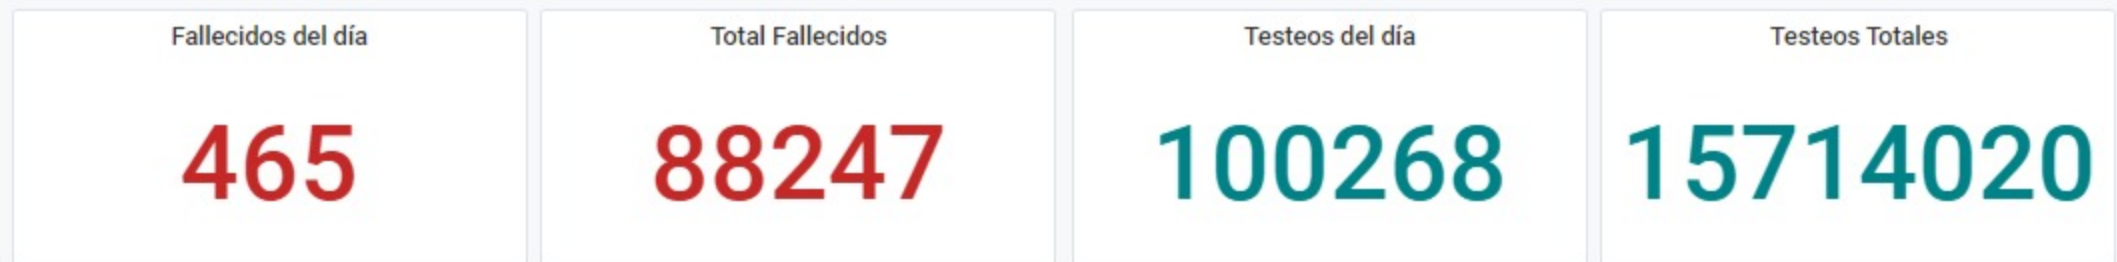 Fallecidos del día
465
Total Fallecidos
88247
Testeos del día
100268
Testeos Totales
15714020